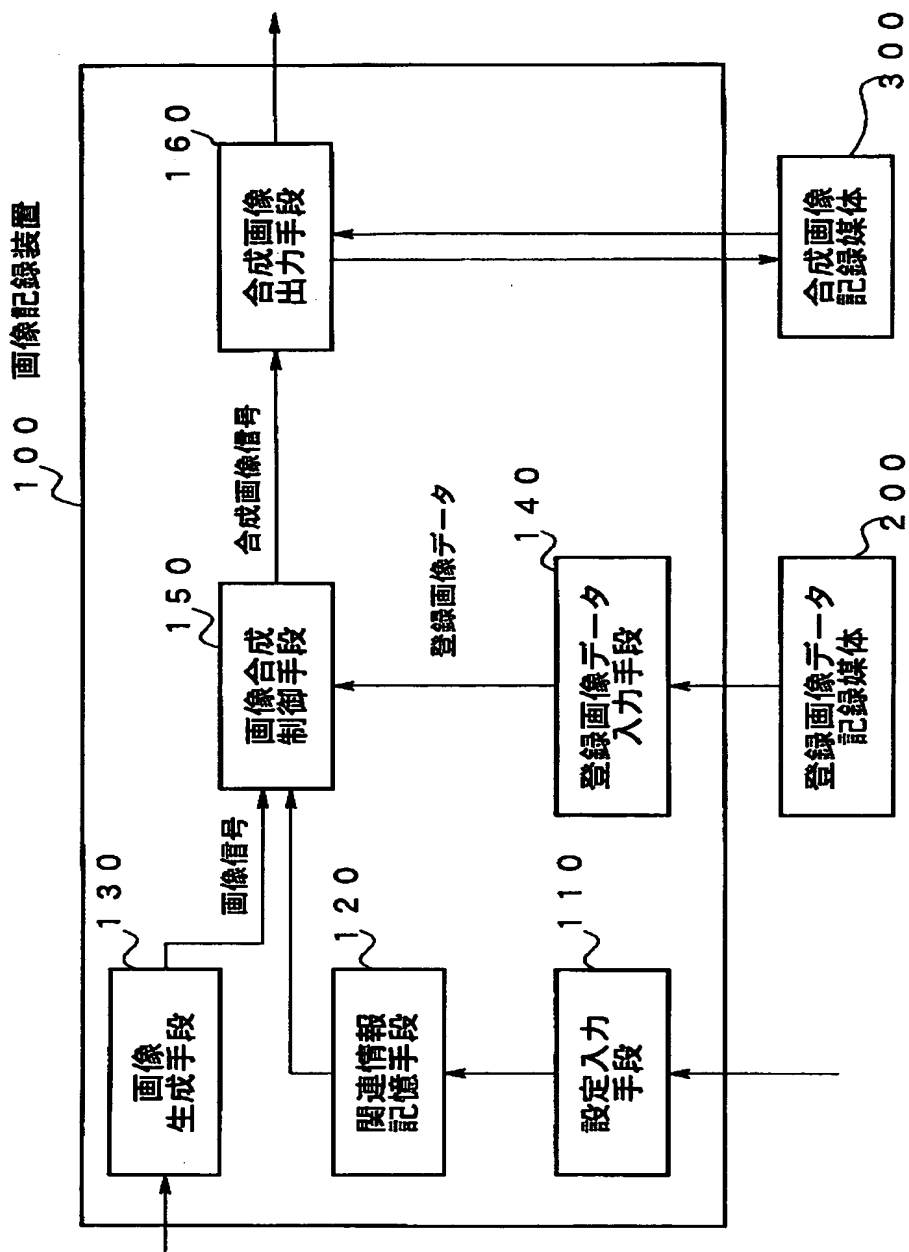 100 画像記録装置
130
画像
生成手段
画像信号
150
画像合成
制御手段
合成画像信号
160
合成画像
出力手段
120
関連情報
記憶手段
登録画像データ
110
設定入力
手段
140
登録画像データ
入力手段
200
登録画像データ
記録媒体
300
合成画像
記録媒体